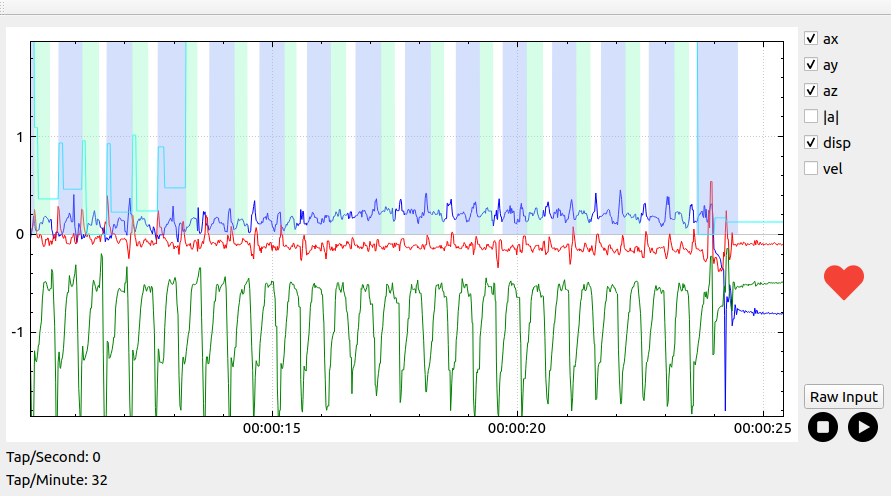 ax
ay
az
|a|
disp
vel
1
0
-1
00:00:15
00:00:20
00:00:25
Raw Input
Tap/Second: 0
Tap/Minute: 32